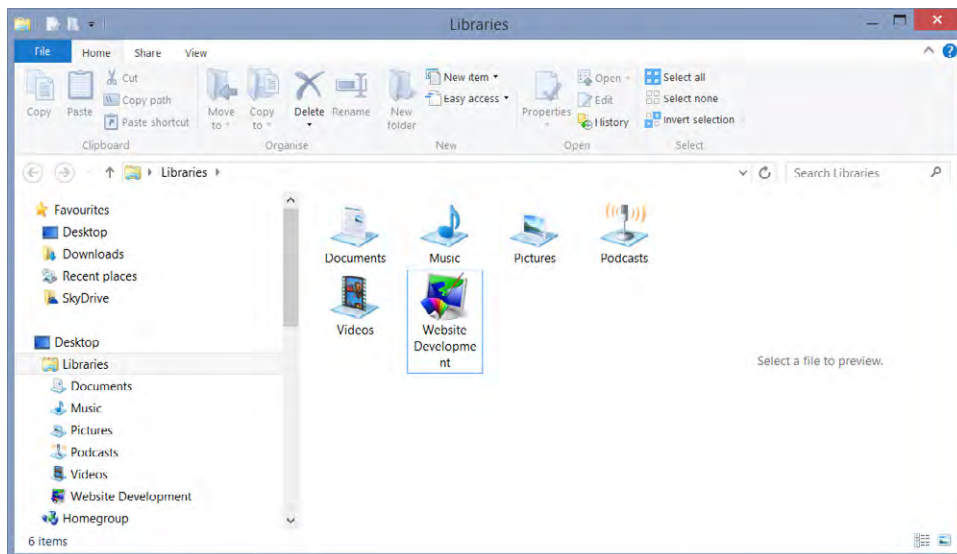 Libraries
File Home Share View
Copy
Paste
Cut
Copy path
Paste shortcut
Clipboard
Move to
Copy to
Delete
Rename
Organise
New folder
New item
Easy access
New
Properties
Open
Edit
History
Open
Select all
Select none
Invert selection
Select
Libraries
Search Libraries
Favourites
Desktop
Downloads
Recent places
SkyDrive
Desktop
Libraries
Documents
Music
Pictures
Podcasts
Videos
Website Development
Homegroup
Documents Music Pictures Podcasts
Videos
Website
Developme
nt
Select a file to preview.
6 items